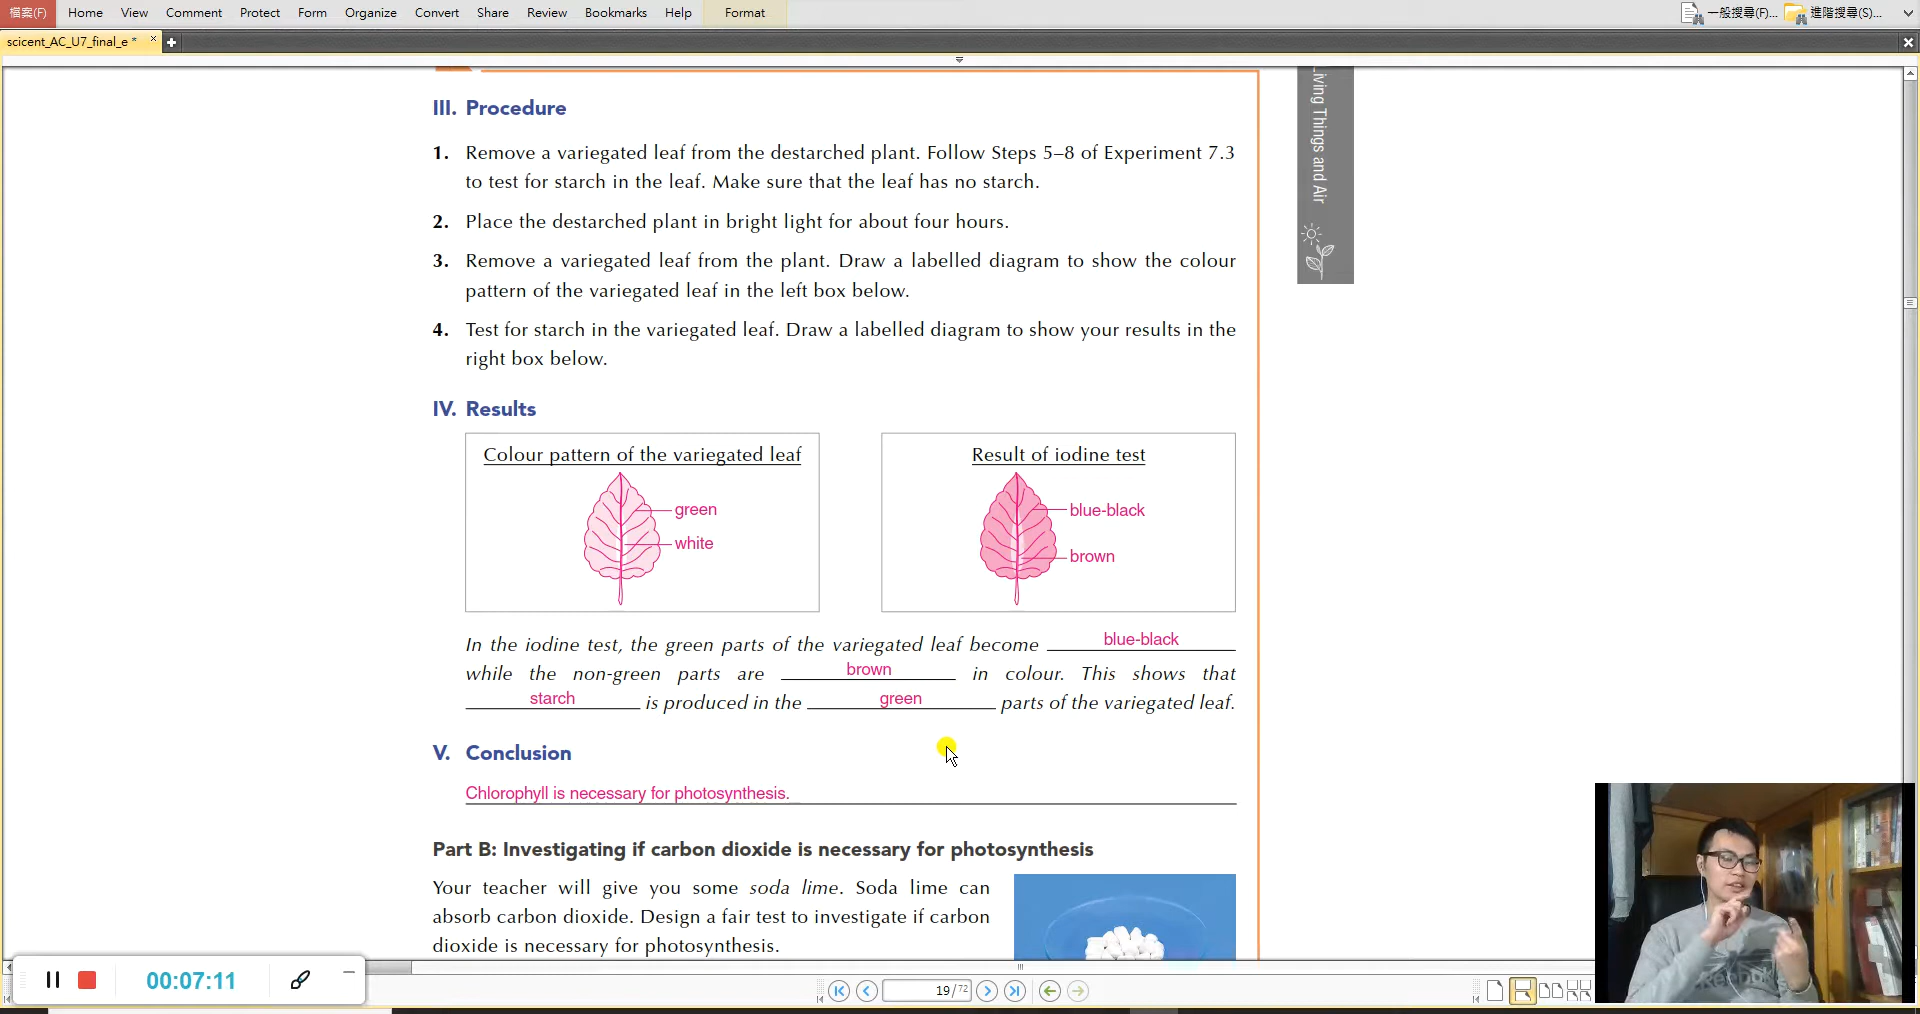 檔案(F) Home View Comment Protect Form Organize Convert Share Review Bookmarks Help Format 一般搜尋(F)... 進階搜尋(S)...
scicent_AC_U7_final_e *
Living Things and Air
III. Procedure
1. Remove a variegated leaf from the destarched plant. Follow Steps 5–8 of Experiment 7.3
to test for starch in the leaf. Make sure that the leaf has no starch.
2. Place the destarched plant in bright light for about four hours.
3. Remove a variegated leaf from the plant. Draw a labelled diagram to show the colour
pattern of the variegated leaf in the left box below.
4. Test for starch in the variegated leaf. Draw a labelled diagram to show your results in the
right box below.
IV. Results
Colour pattern of the variegated leaf
green
white
Result of iodine test
blue-black
brown
In the iodine test, the green parts of the variegated leaf become blue-black
while the non-green parts are brown in colour. This shows that
starch is produced in the green parts of the variegated leaf.
V. Conclusion
Chlorophyll is necessary for photosynthesis.
Part B: Investigating if carbon dioxide is necessary for photosynthesis
Your teacher will give you some soda lime. Soda lime can
absorb carbon dioxide. Design a fair test to investigate if carbon
dioxide is necessary for photosynthesis.
00:07:11
19/72
Reebok